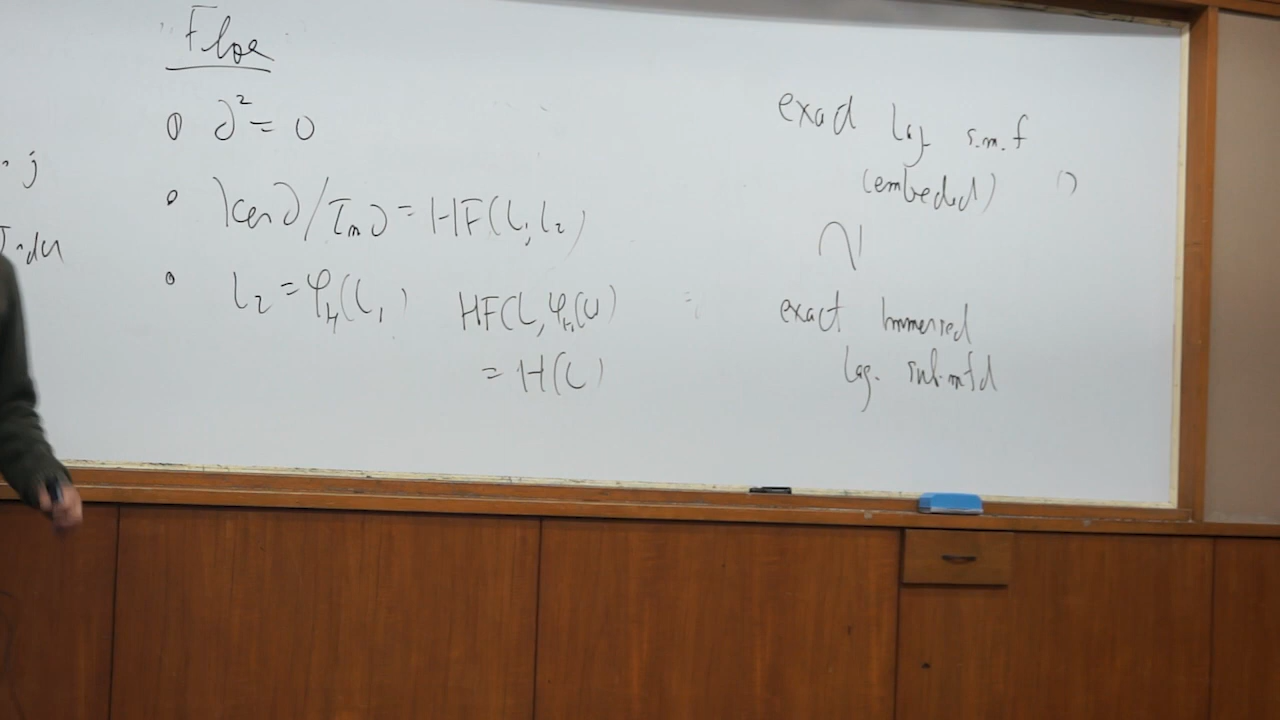 Floer
∂² = 0
Ker ∂ / Im ∂ = HF(L₁, L₂)
L₂ = φ_H(L₁) HF(L, φ_H(L))
= H(L)
exact Lag s.m.f
(embeded)
exact Immersed
Lag. sub.mfd